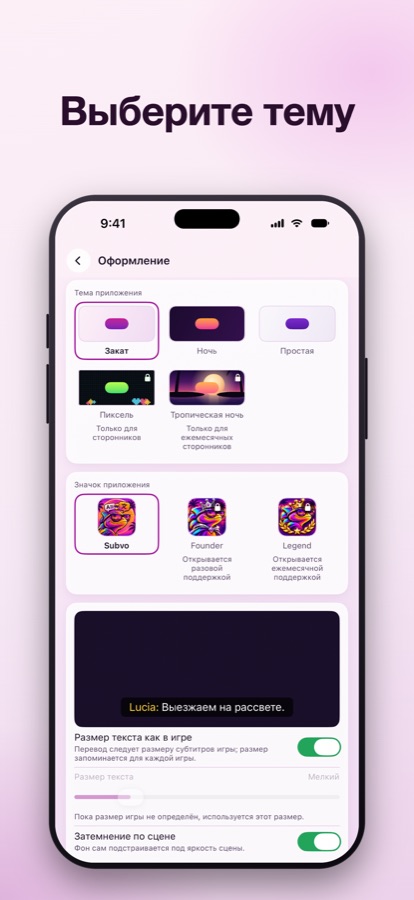 Выберите тему
9:41
Оформление
Тема приложения
Закат
Ночь
Простая
Пиксель
Только для
сторонников
Тропическая ночь
Только для
ежемесячных
сторонников
Значок приложения
Subvo
Founder
Открывается
разовой
поддержкой
Legend
Открывается
ежемесячной
поддержкой
Lucia: Выезжаем на рассвете.
Размер текста как в игре
Перевод следует размеру субтитров игры; размер
запоминается для каждой игры.
Размер текста Мелкий
Пока размер игры не определён, используется этот размер.
Затемнение по сцене
Фон сам подстраивается под яркость сцены.